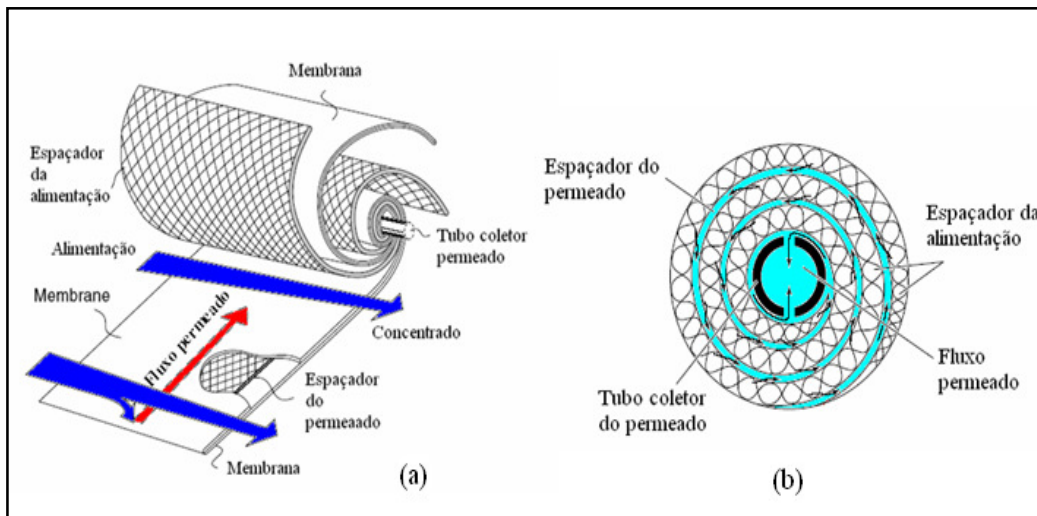 Membrana
Espaçador
da
alimentação
Tubo coletor
permeado
Alimentação
Membrane
Fluxo permeado
Concentrado
Espaçador
do
permeaado
Membrana
(a)
Espaçador do
permeado
Espaçador da
alimentação
Fluxo
permeado
Tubo coletor
do permeado
(b)